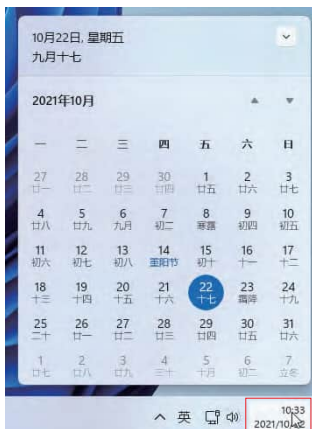 10月22日, 星期五
九月十七
2021年10月
一 二 三 四 五 六 日
27 28 29 30 1 2 3
廿一 廿二 廿三 廿四 廿五 廿六 廿七
4 5 6 7 8 9 10
廿八 廿九 九月 初二 寒露 初四 初五
11 12 13 14 15 16 17
初六 初七 初八 重阳节 初十 十一 十二
18 19 20 21 22 23 24
十三 十四 十五 十六 十七 霜降 十九
25 26 27 28 29 30 31
二十 廿一 廿二 廿三 廿四 廿五 廿六
1 2 3 4 5 6 7
廿七 廿八 廿九 三十 十月 初二 立冬
英
10:33